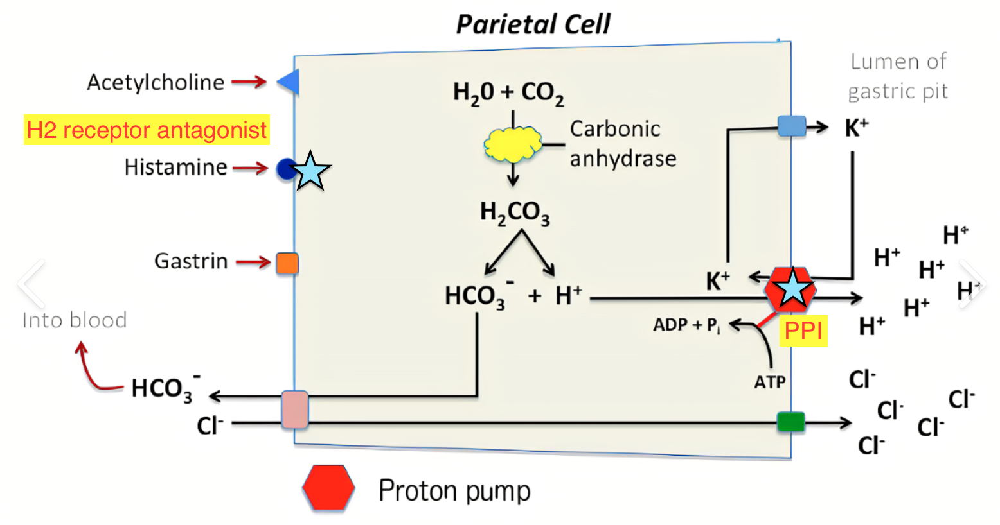 Parietal Cell
Acetylcholine
H2 receptor antagonist
Histamine
Gastrin
Into blood
HCO₃⁻
Cl⁻
H₂0 + CO₂
Carbonic
anhydrase
H₂CO₃
HCO₃⁻ + H⁺
K⁺
ADP + Pᵢ
ATP
PPI
Lumen of
gastric pit
K⁺
H⁺
H⁺
H⁺
H⁺
H⁺
H⁺
Cl⁻
Cl⁻
Cl⁻
Cl⁻
Cl⁻
Proton pump